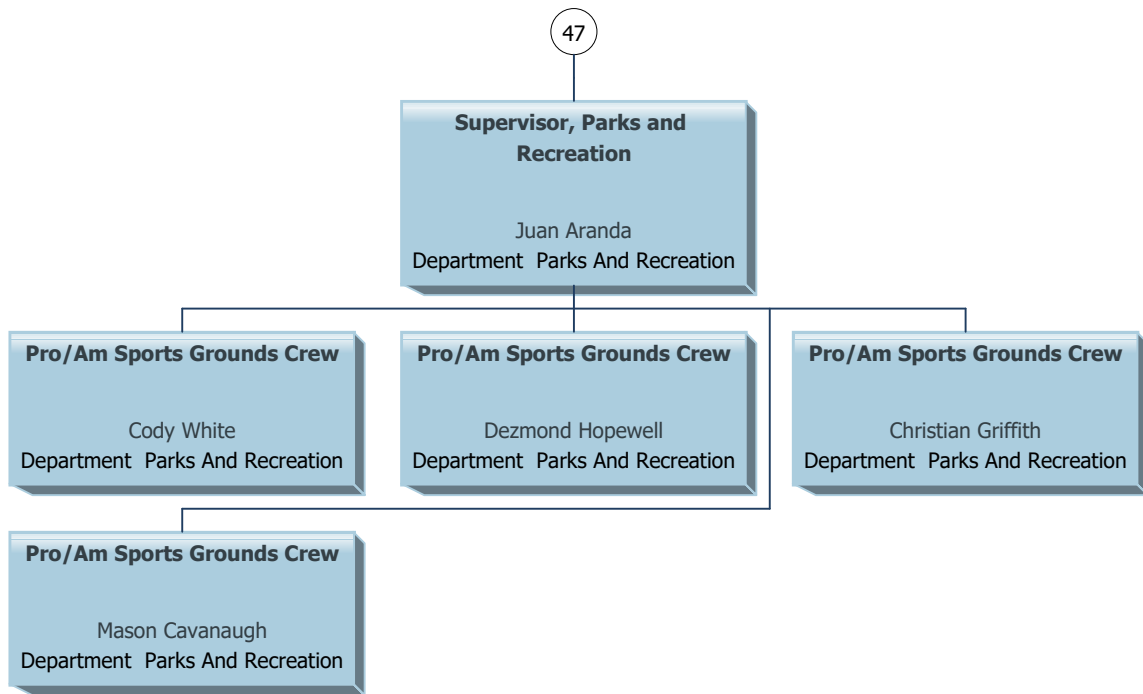 47
Supervisor, Parks and
Recreation
Juan Aranda
Department  Parks And Recreation
Pro/Am Sports Grounds Crew
Cody White
Department  Parks And Recreation
Pro/Am Sports Grounds Crew
Dezmond Hopewell
Department  Parks And Recreation
Pro/Am Sports Grounds Crew
Christian Griffith
Department  Parks And Recreation
Pro/Am Sports Grounds Crew
Mason Cavanaugh
Department  Parks And Recreation